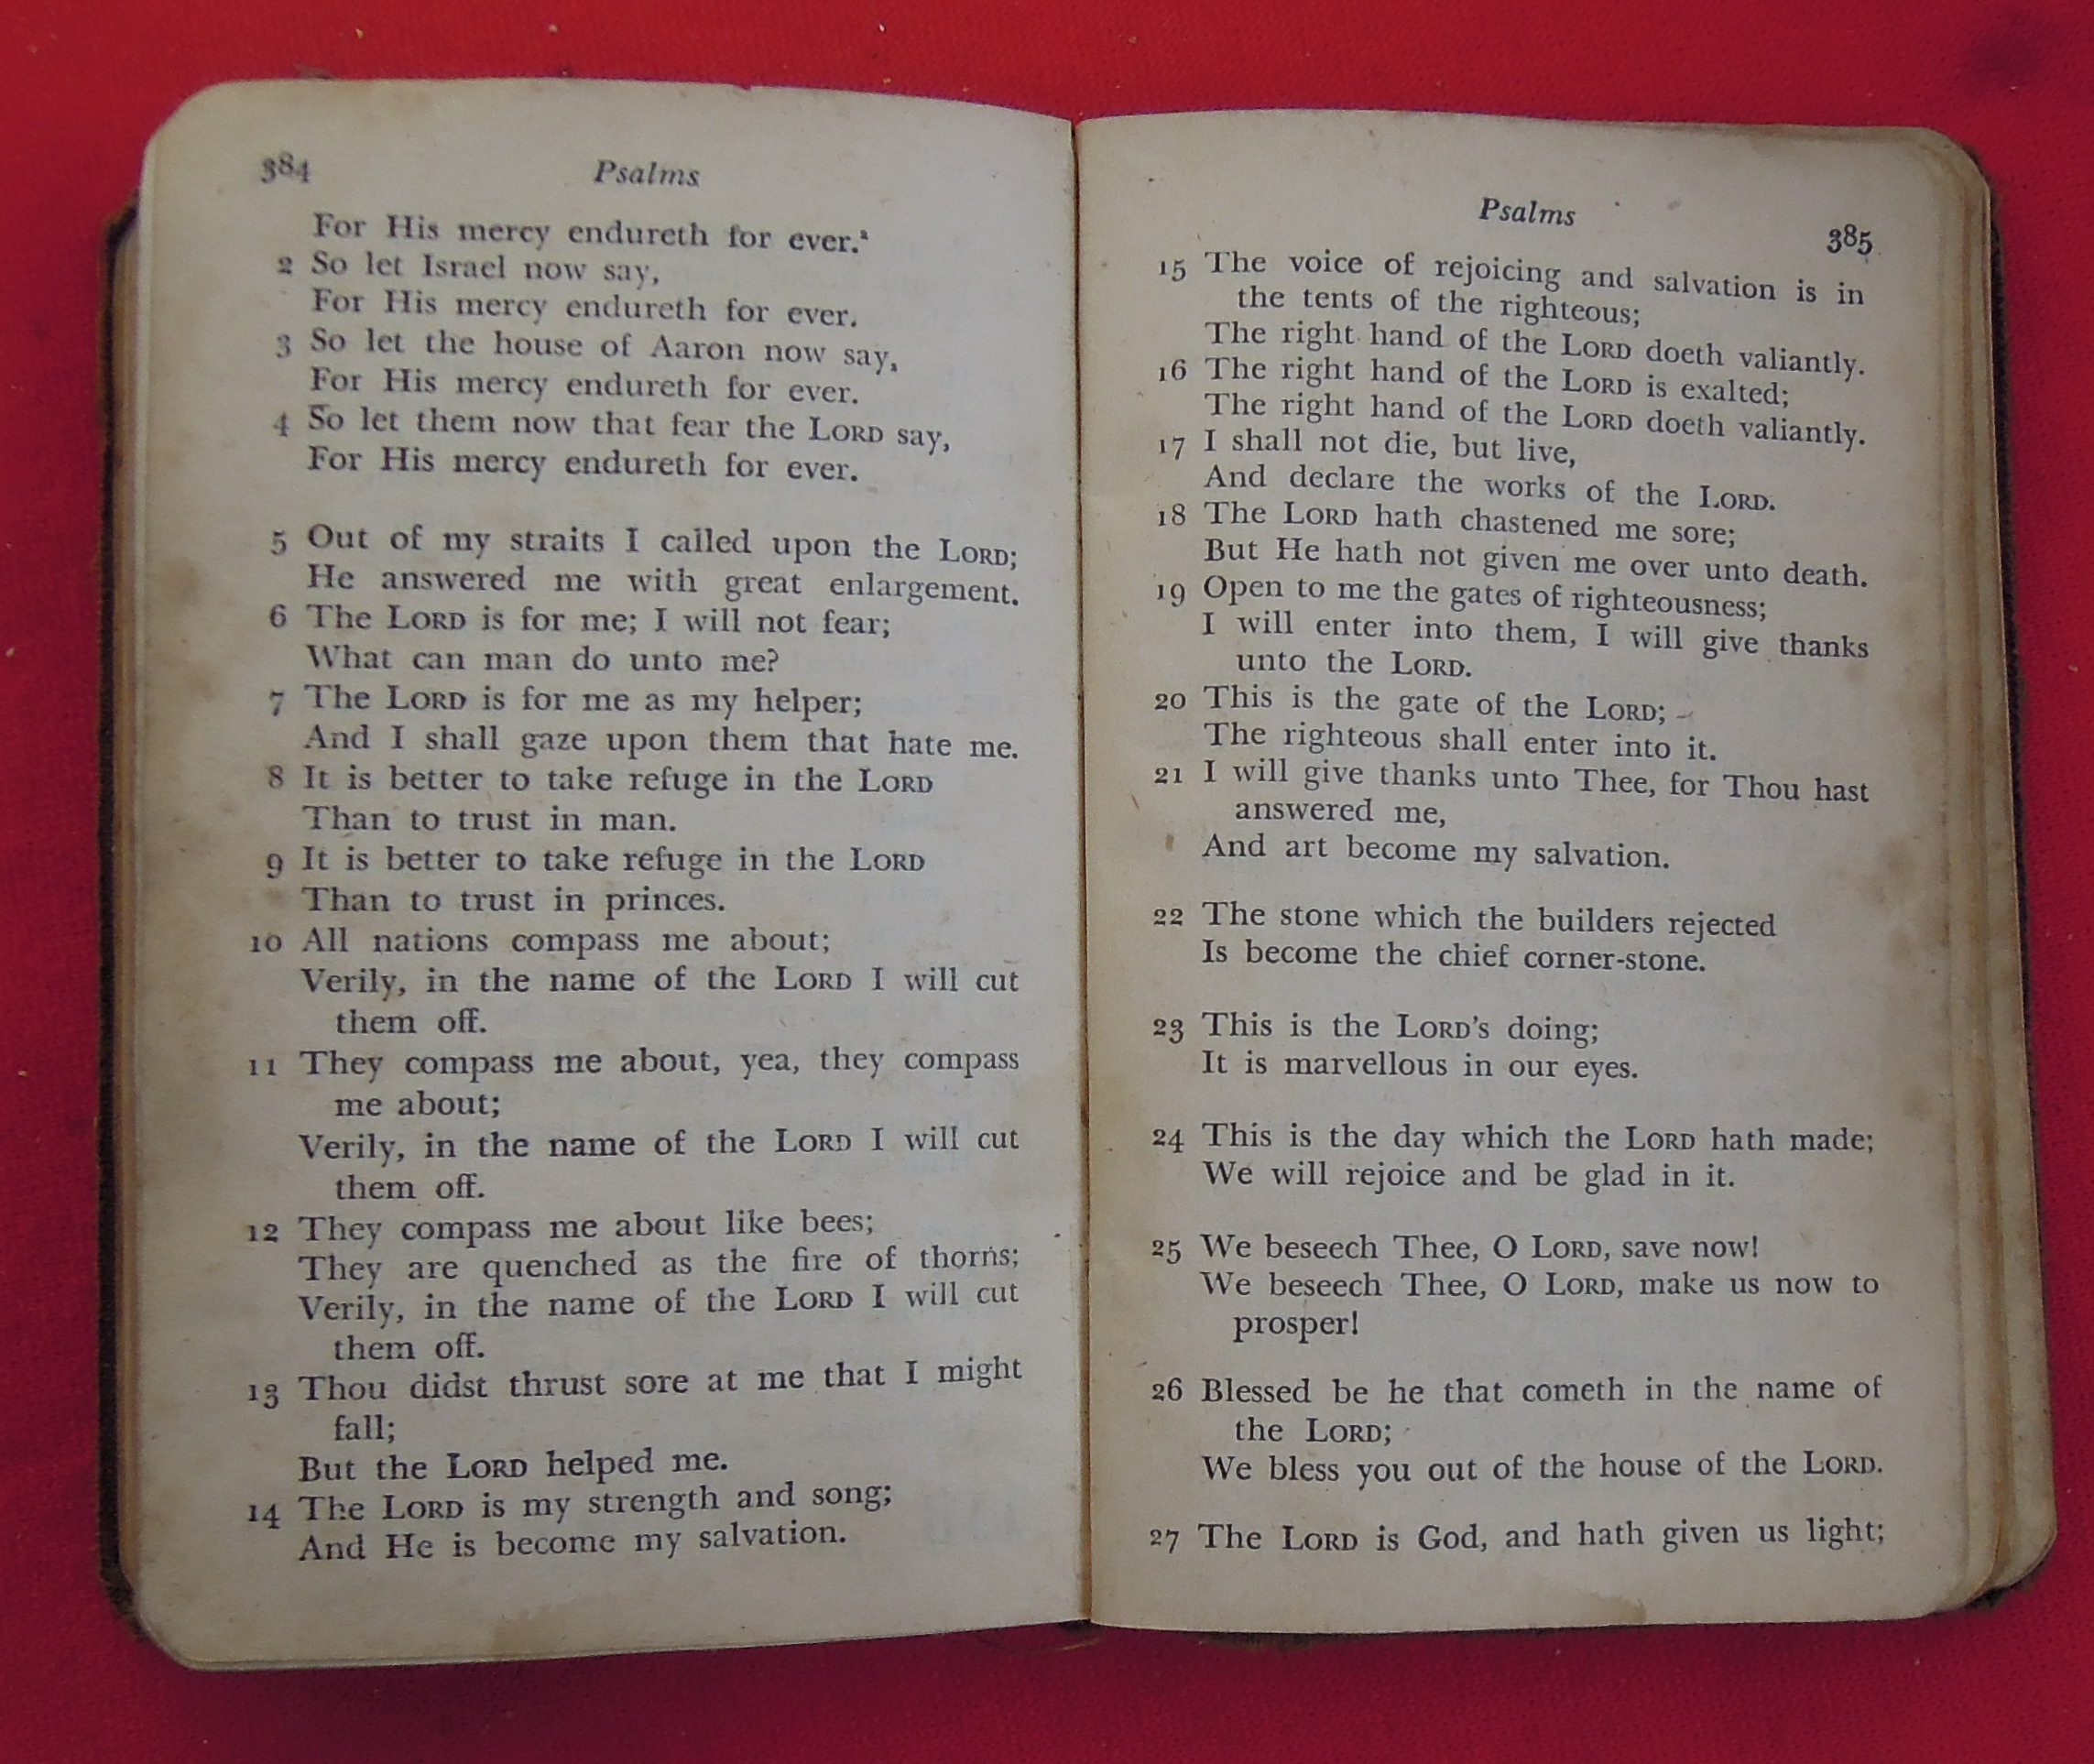 384 Psalms
For His mercy endureth for ever.ª
2 So let Israel now say,
For His mercy endureth for ever.
3 So let the house of Aaron now say,
For His mercy endureth for ever.
4 So let them now that fear the LORD say,
For His mercy endureth for ever.
5 Out of my straits I called upon the LORD;
He answered me with great enlargement.
6 The LORD is for me; I will not fear;
What can man do unto me?
7 The LORD is for me as my helper;
And I shall gaze upon them that hate me.
8 It is better to take refuge in the LORD
Than to trust in man.
9 It is better to take refuge in the LORD
Than to trust in princes.
10 All nations compass me about;
Verily, in the name of the LORD I will cut
them off.
11 They compass me about, yea, they compass
me about;
Verily, in the name of the LORD I will cut
them off.
12 They compass me about like bees;
They are quenched as the fire of thorns;
Verily, in the name of the LORD I will cut
them off.
13 Thou didst thrust sore at me that I might
fall;
But the LORD helped me.
14 The LORD is my strength and song;
And He is become my salvation.
Psalms 385
15 The voice of rejoicing and salvation is in
the tents of the righteous;
The right hand of the LORD doeth valiantly.
16 The right hand of the LORD is exalted;
The right hand of the LORD doeth valiantly.
17 I shall not die, but live,
And declare the works of the LORD.
18 The LORD hath chastened me sore;
But He hath not given me over unto death.
19 Open to me the gates of righteousness;
I will enter into them, I will give thanks
unto the LORD.
20 This is the gate of the LORD;
The righteous shall enter into it.
21 I will give thanks unto Thee, for Thou hast
answered me,
And art become my salvation.
22 The stone which the builders rejected
Is become the chief corner-stone.
23 This is the LORD'S doing;
It is marvellous in our eyes.
24 This is the day which the LORD hath made;
We will rejoice and be glad in it.
25 We beseech Thee, O LORD, save now!
We beseech Thee, O LORD, make us now to
prosper!
26 Blessed be he that cometh in the name of
the LORD;
We bless you out of the house of the LORD.
27 The LORD is God, and hath given us light;